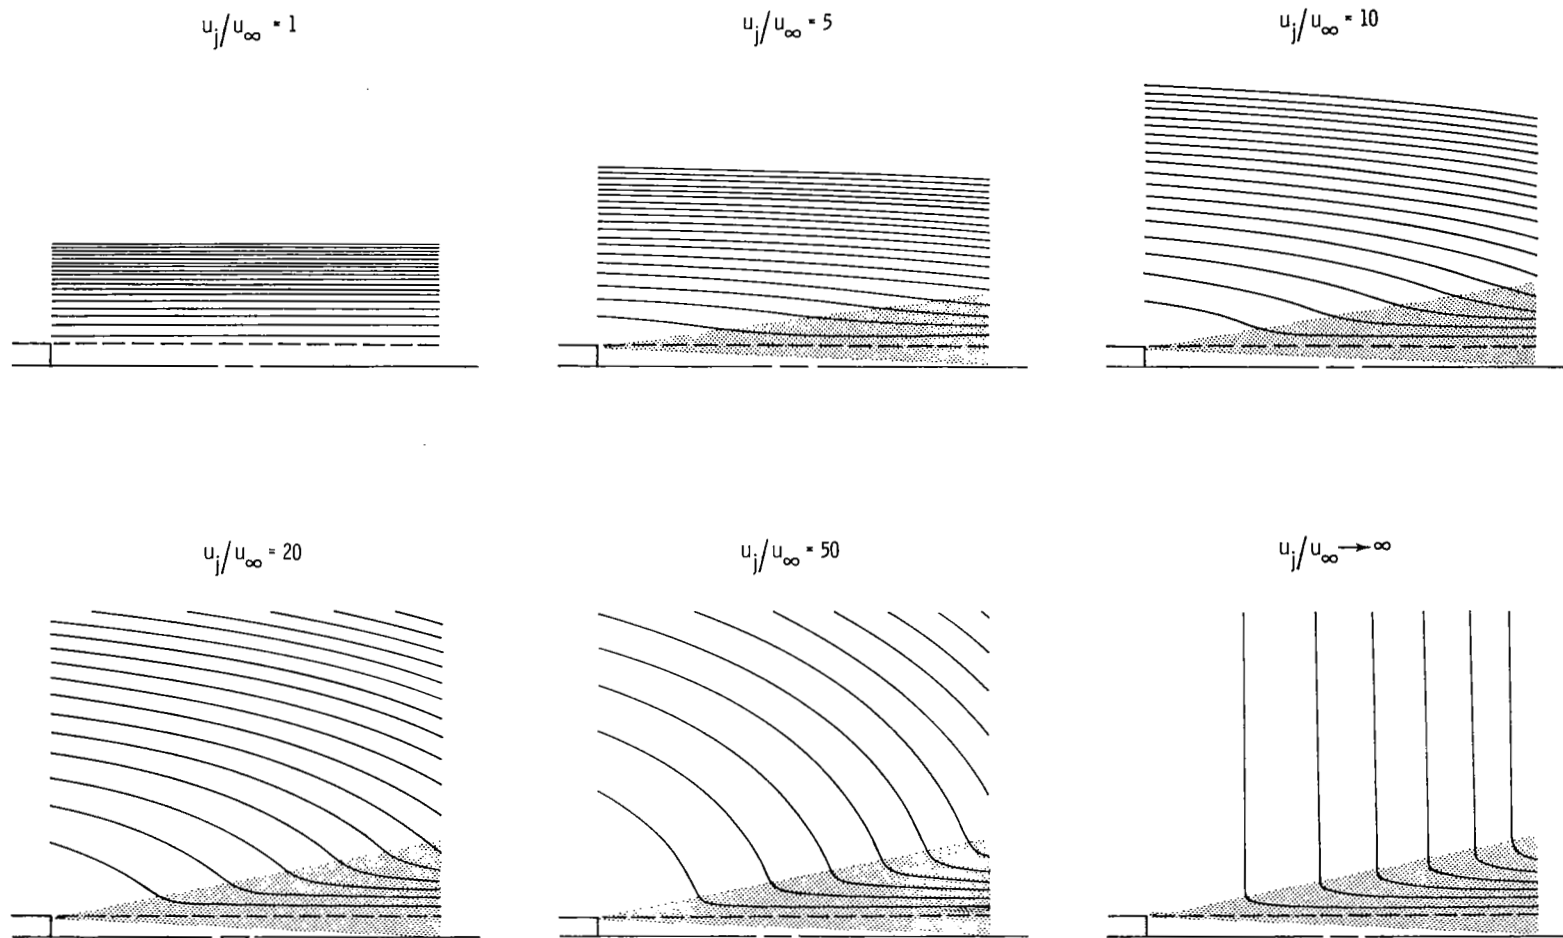 u_j/u_∞ = 1
u_j/u_∞ = 5
u_j/u_∞ = 10
u_j/u_∞ = 20
u_j/u_∞ = 50
u_j/u_∞ → ∞